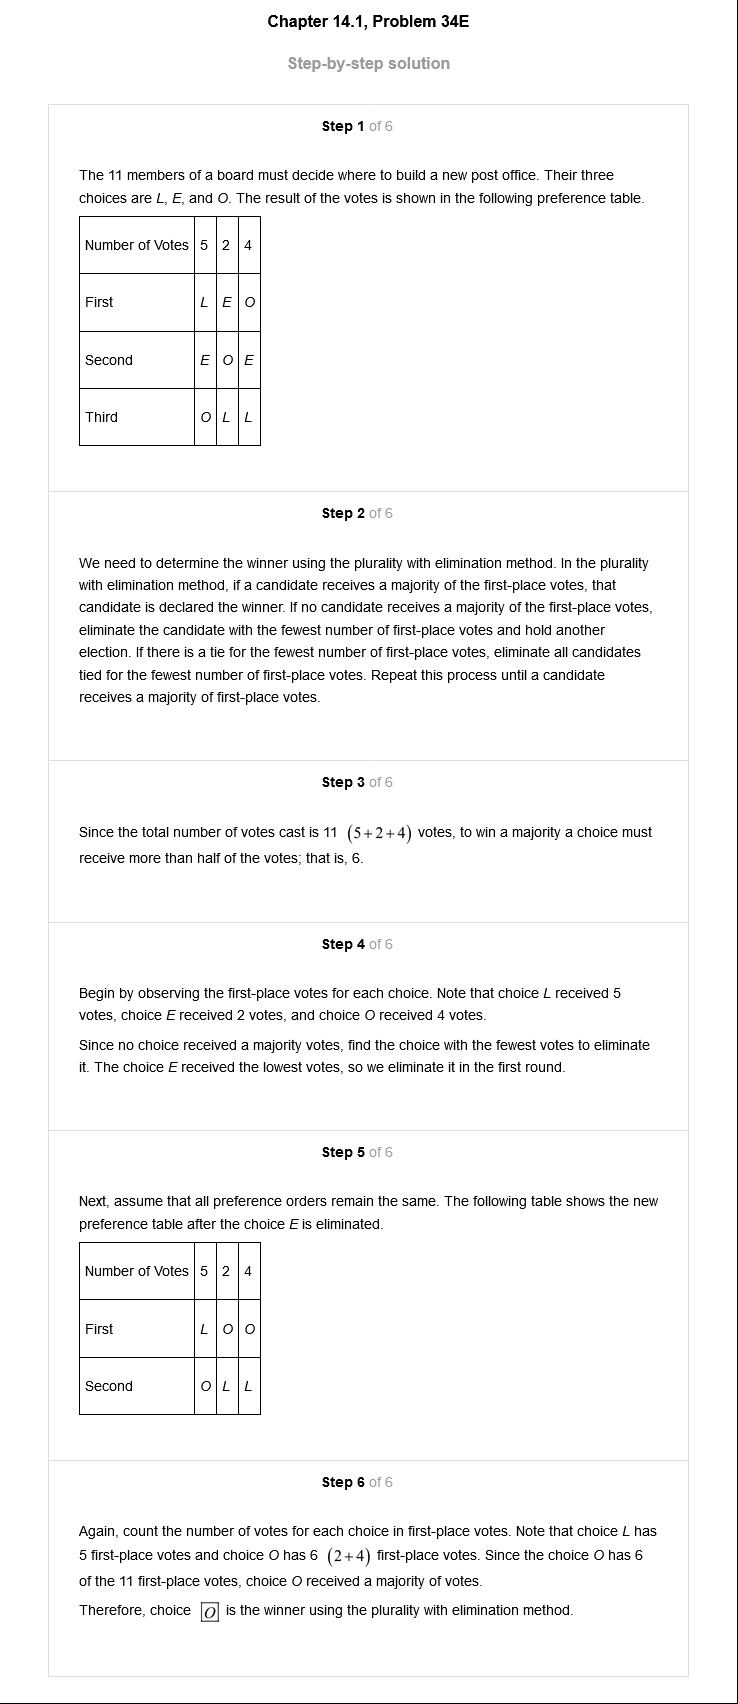 Chapter 14.1, Problem 34E
Step-by-step solution
Step 1 of 6
The 11 members of a board must decide where to build a new post office. Their three
choices are L, E, and O. The result of the votes is shown in the following preference table.
Number of Votes 5 2 4
First L E O
Second E O E
Third O L L
Step 2 of 6
We need to determine the winner using the plurality with elimination method. In the plurality
with elimination method, if a candidate receives a majority of the first-place votes, that
candidate is declared the winner. If no candidate receives a majority of the first-place votes,
eliminate the candidate with the fewest number of first-place votes and hold another
election. If there is a tie for the fewest number of first-place votes, eliminate all candidates
tied for the fewest number of first-place votes. Repeat this process until a candidate
receives a majority of first-place votes.
Step 3 of 6
Since the total number of votes cast is 11 (5+2+4) votes, to win a majority a choice must
receive more than half of the votes; that is, 6.
Step 4 of 6
Begin by observing the first-place votes for each choice. Note that choice L received 5
votes, choice E received 2 votes, and choice O received 4 votes.
Since no choice received a majority votes, find the choice with the fewest votes to eliminate
it. The choice E received the lowest votes, so we eliminate it in the first round.
Step 5 of 6
Next, assume that all preference orders remain the same. The following table shows the new
preference table after the choice E is eliminated.
Number of Votes 5 2 4
First L O O
Second O L L
Step 6 of 6
Again, count the number of votes for each choice in first-place votes. Note that choice L has
5 first-place votes and choice O has 6 (2+4) first-place votes. Since the choice O has 6
of the 11 first-place votes, choice O received a majority of votes.
Therefore, choice O is the winner using the plurality with elimination method.